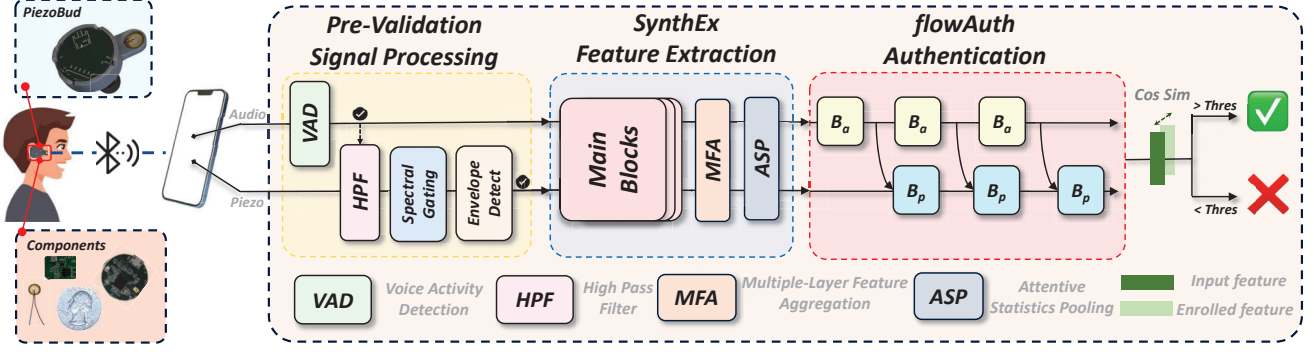 PiezoBud
Components
Audio
Piezo
Pre-Validation
Signal Processing
VAD
HPF
Spectral
Gating
Envelope
Detect
SynthEx
Feature Extraction
Main
Blocks
MFA
ASP
flowAuth
Authentication
Ba
Ba
Ba
Bp
Bp
Bp
Cos Sim
> Thres
< Thres
VAD
Voice Activity
Detection
HPF
High Pass
Filter
MFA
Multiple-Layer Feature
Aggregation
ASP
Attentive
Statistics Pooling
Input feature
Enrolled feature